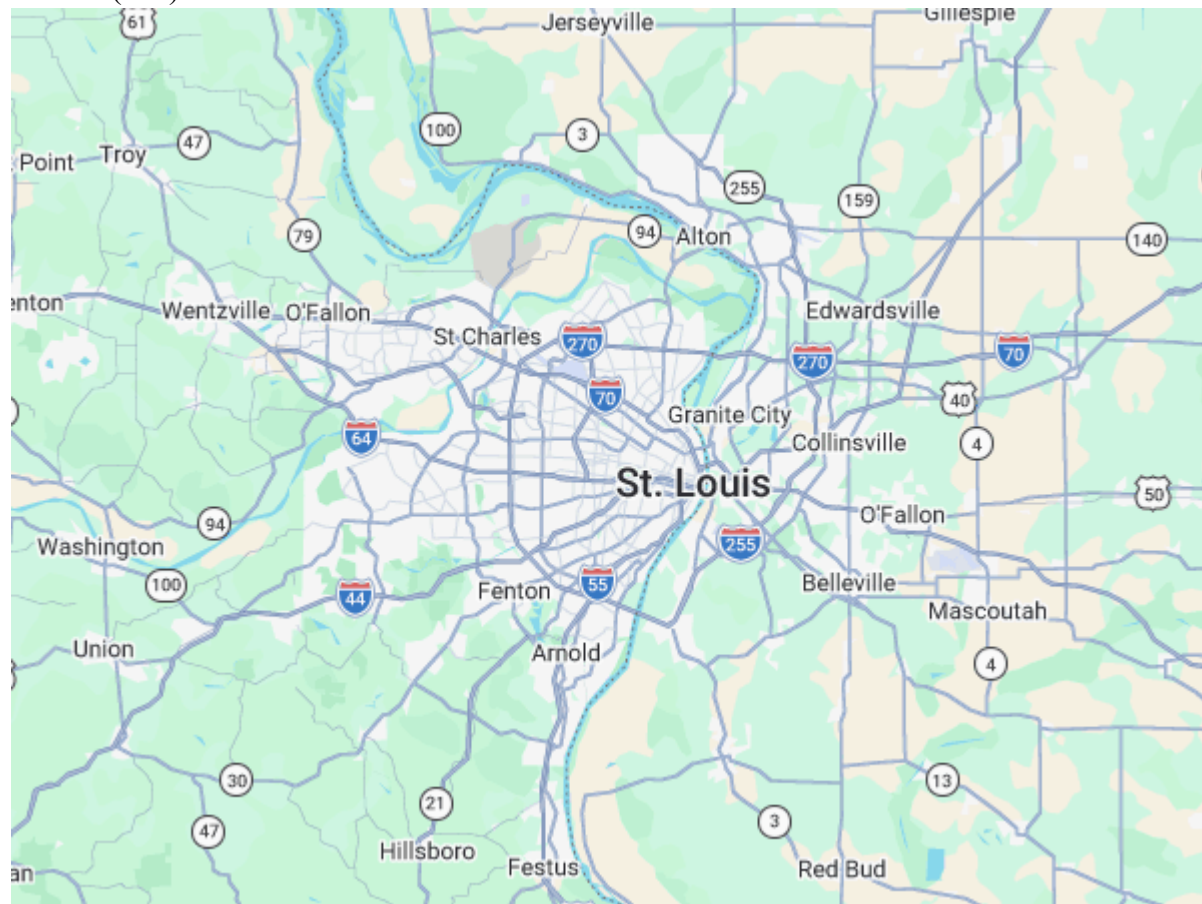 61
Jerseyville
Gillespie
100
3
47
Point
Troy
255
159
79
94
Alton
140
enton
Wentzville
O'Fallon
St Charles
Edwardsville
270
270
70
70
40
Granite City
64
Collinsville
4
St. Louis
50
94
O'Fallon
Washington
255
100
44
Fenton
55
Belleville
Mascoutah
Union
Arnold
4
30
13
21
47
3
Hillsboro
Festus
Red Bud
an